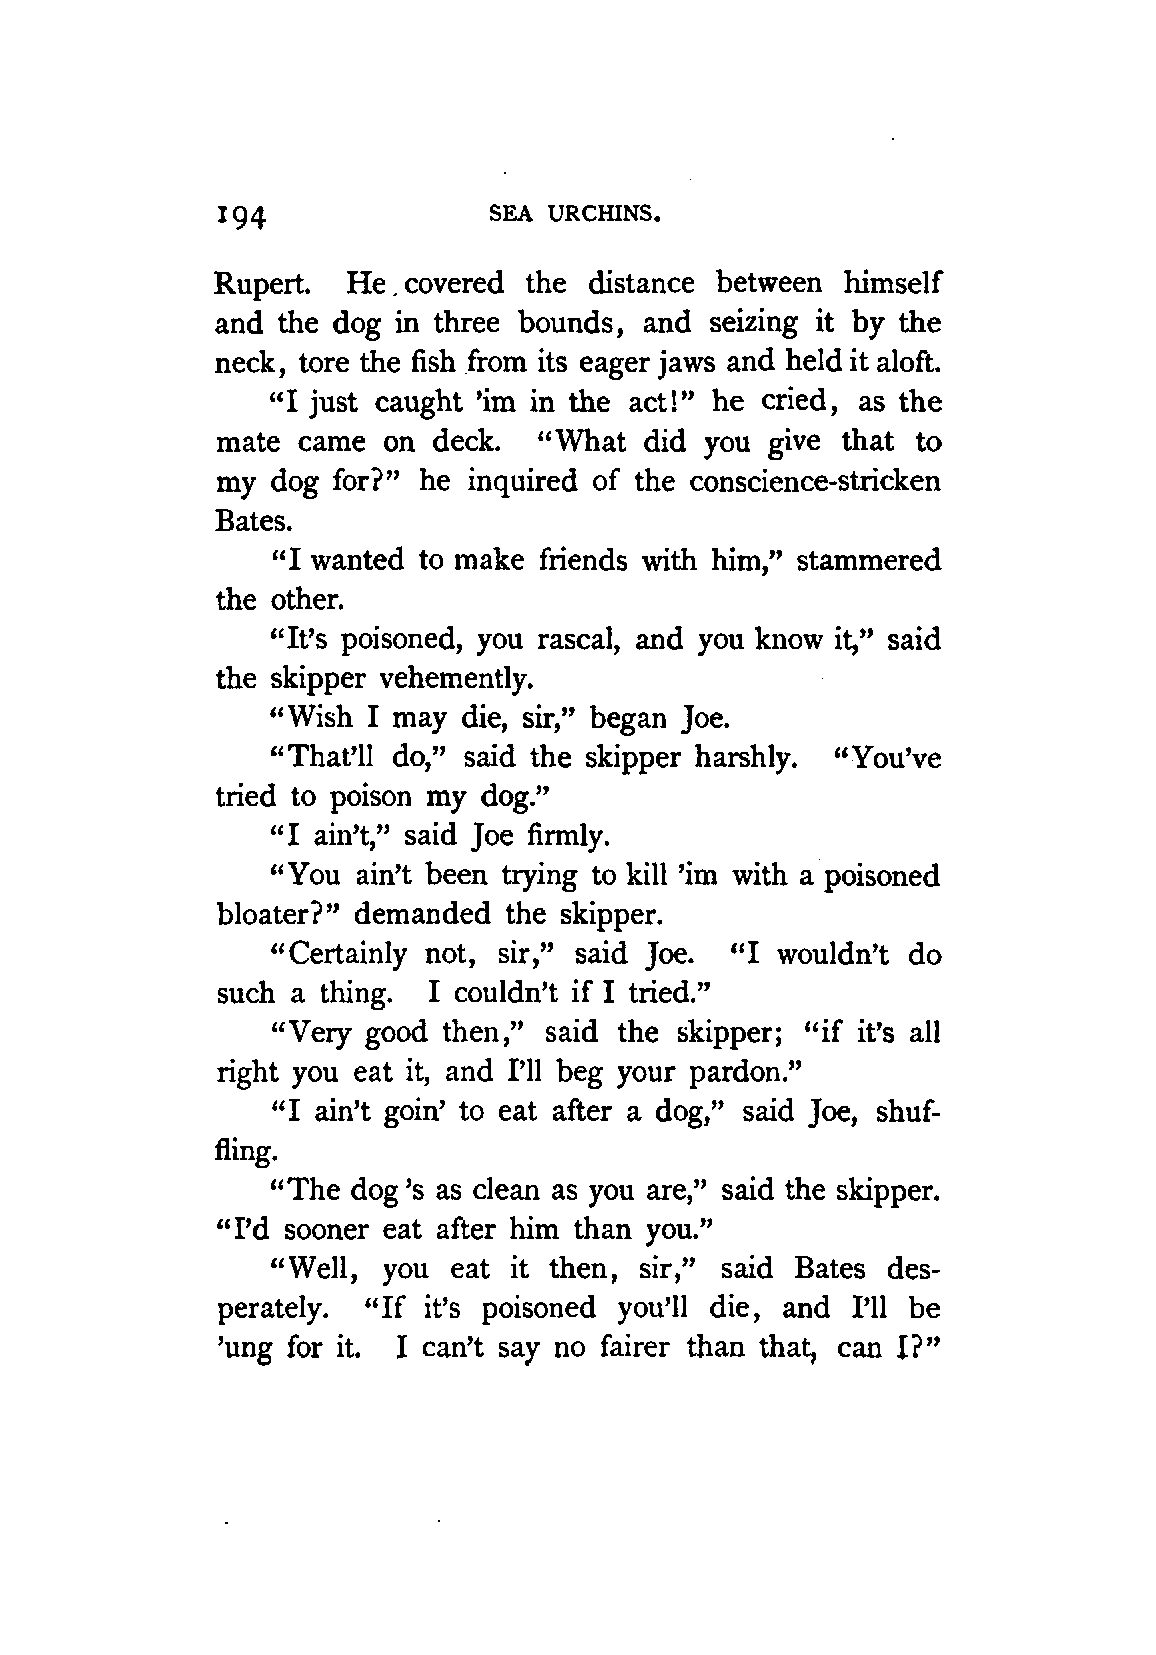 194 SEA URCHINS.
Rupert. He covered the distance between himself
and the dog in three bounds, and seizing it by the
neck, tore the fish from its eager jaws and held it aloft.
“I just caught ’im in the act!” he cried, as the
mate came on deck. “What did you give that to
my dog for?” he inquired of the conscience-stricken
Bates.
“I wanted to make friends with him,” stammered
the other.
“It’s poisoned, you rascal, and you know it,” said
the skipper vehemently.
“Wish I may die, sir,” began Joe.
“That’ll do,” said the skipper harshly. “You’ve
tried to poison my dog.”
“I ain’t,” said Joe firmly.
“You ain’t been trying to kill ’im with a poisoned
bloater?” demanded the skipper.
“Certainly not, sir,” said Joe. “I wouldn’t do
such a thing. I couldn’t if I tried.”
“Very good then,” said the skipper; “if it’s all
right you eat it, and I’ll beg your pardon.”
“I ain’t goin’ to eat after a dog,” said Joe, shuf-
fling.
“The dog ’s as clean as you are,” said the skipper.
“I’d sooner eat after him than you.”
“Well, you eat it then, sir,” said Bates des-
perately. “If it’s poisoned you’ll die, and I’ll be
’ung for it. I can’t say no fairer than that, can I?”